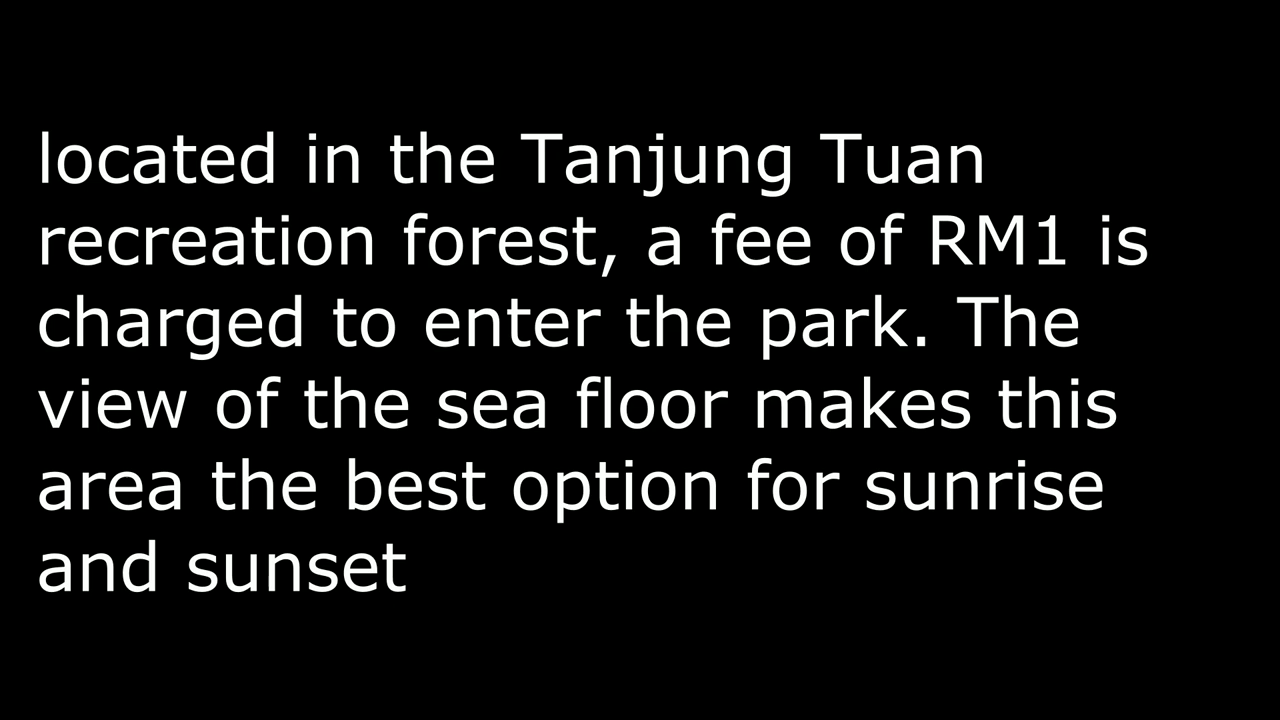 located in the Tanjung Tuan
recreation forest, a fee of RM1 is
charged to enter the park. The
view of the sea floor makes this
area the best option for sunrise
and sunset